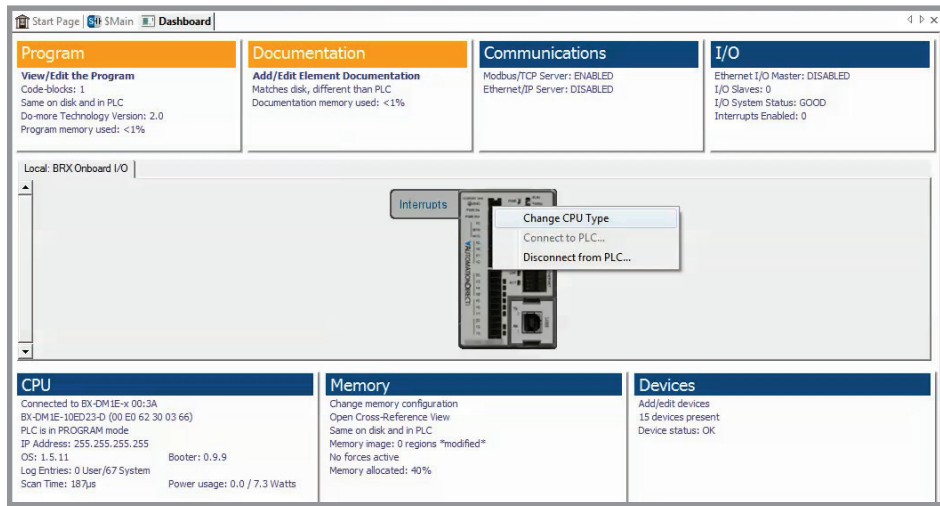 Start Page $Main Dashboard
Program
View/Edit the Program
Code-blocks: 1
Same on disk and in PLC
Do-more Technology Version: 2.0
Program memory used: <1%
Documentation
Add/Edit Element Documentation
Matches disk, different than PLC
Documentation memory used: <1%
Communications
Modbus/TCP Server: ENABLED
Ethernet/IP Server: DISABLED
I/O
Ethernet I/O Master: DISABLED
I/O Slaves: 0
I/O System Status: GOOD
Interrupts Enabled: 0
Local: BRX Onboard I/O
Interrupts
AUTOMATIONDIRECT
Change CPU Type
Connect to PLC...
Disconnect from PLC...
CPU
Connected to BX-DM1E-x 00:3A
BX-DM1E-10ED23-D (00 E0 62 30 03 66)
PLC is in PROGRAM mode
IP Address: 255.255.255.255
OS: 1.5.11 Booter: 0.9.9
Log Entries: 0 User/67 System
Scan Time: 187µs Power usage: 0.0 / 7.3 Watts
Memory
Change memory configuration
Open Cross-Reference View
Same on disk and in PLC
Memory image: 0 regions *modified*
No forces active
Memory allocated: 40%
Devices
Add/edit devices
15 devices present
Device status: OK